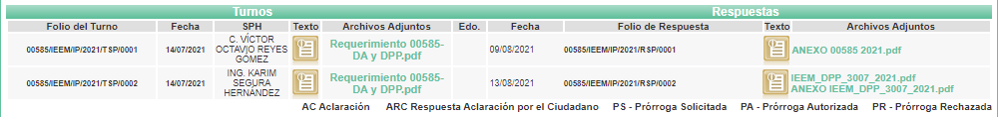 Turnos Respuestas
Folio del Turno Fecha SPH Texto Archivos Adjuntos Edo. Fecha Folio de Respuesta Texto Archivos Adjuntos
00585/IEEM/IP/2021/TSP/0001 14/07/2021 C. VÍCTOR OCTAVIO REYES GÓMEZ Requerimiento 00585-DA y DPP.pdf 09/08/2021 00585/IEEM/IP/2021/RSP/0001 ANEXO 00585 2021.pdf
00585/IEEM/IP/2021/TSP/0002 14/07/2021 ING. KARIM SEGURA HERNÁNDEZ Requerimiento 00585-DA y DPP.pdf 13/08/2021 00585/IEEM/IP/2021/RSP/0002 IEEM_DPP_3007_2021.pdf ANEXO IEEM_DPP_3007_2021.pdf
AC Aclaración ARC Respuesta Aclaración por el Ciudadano PS - Prórroga Solicitada PA - Prórroga Autorizada PR - Prórroga Rechazada